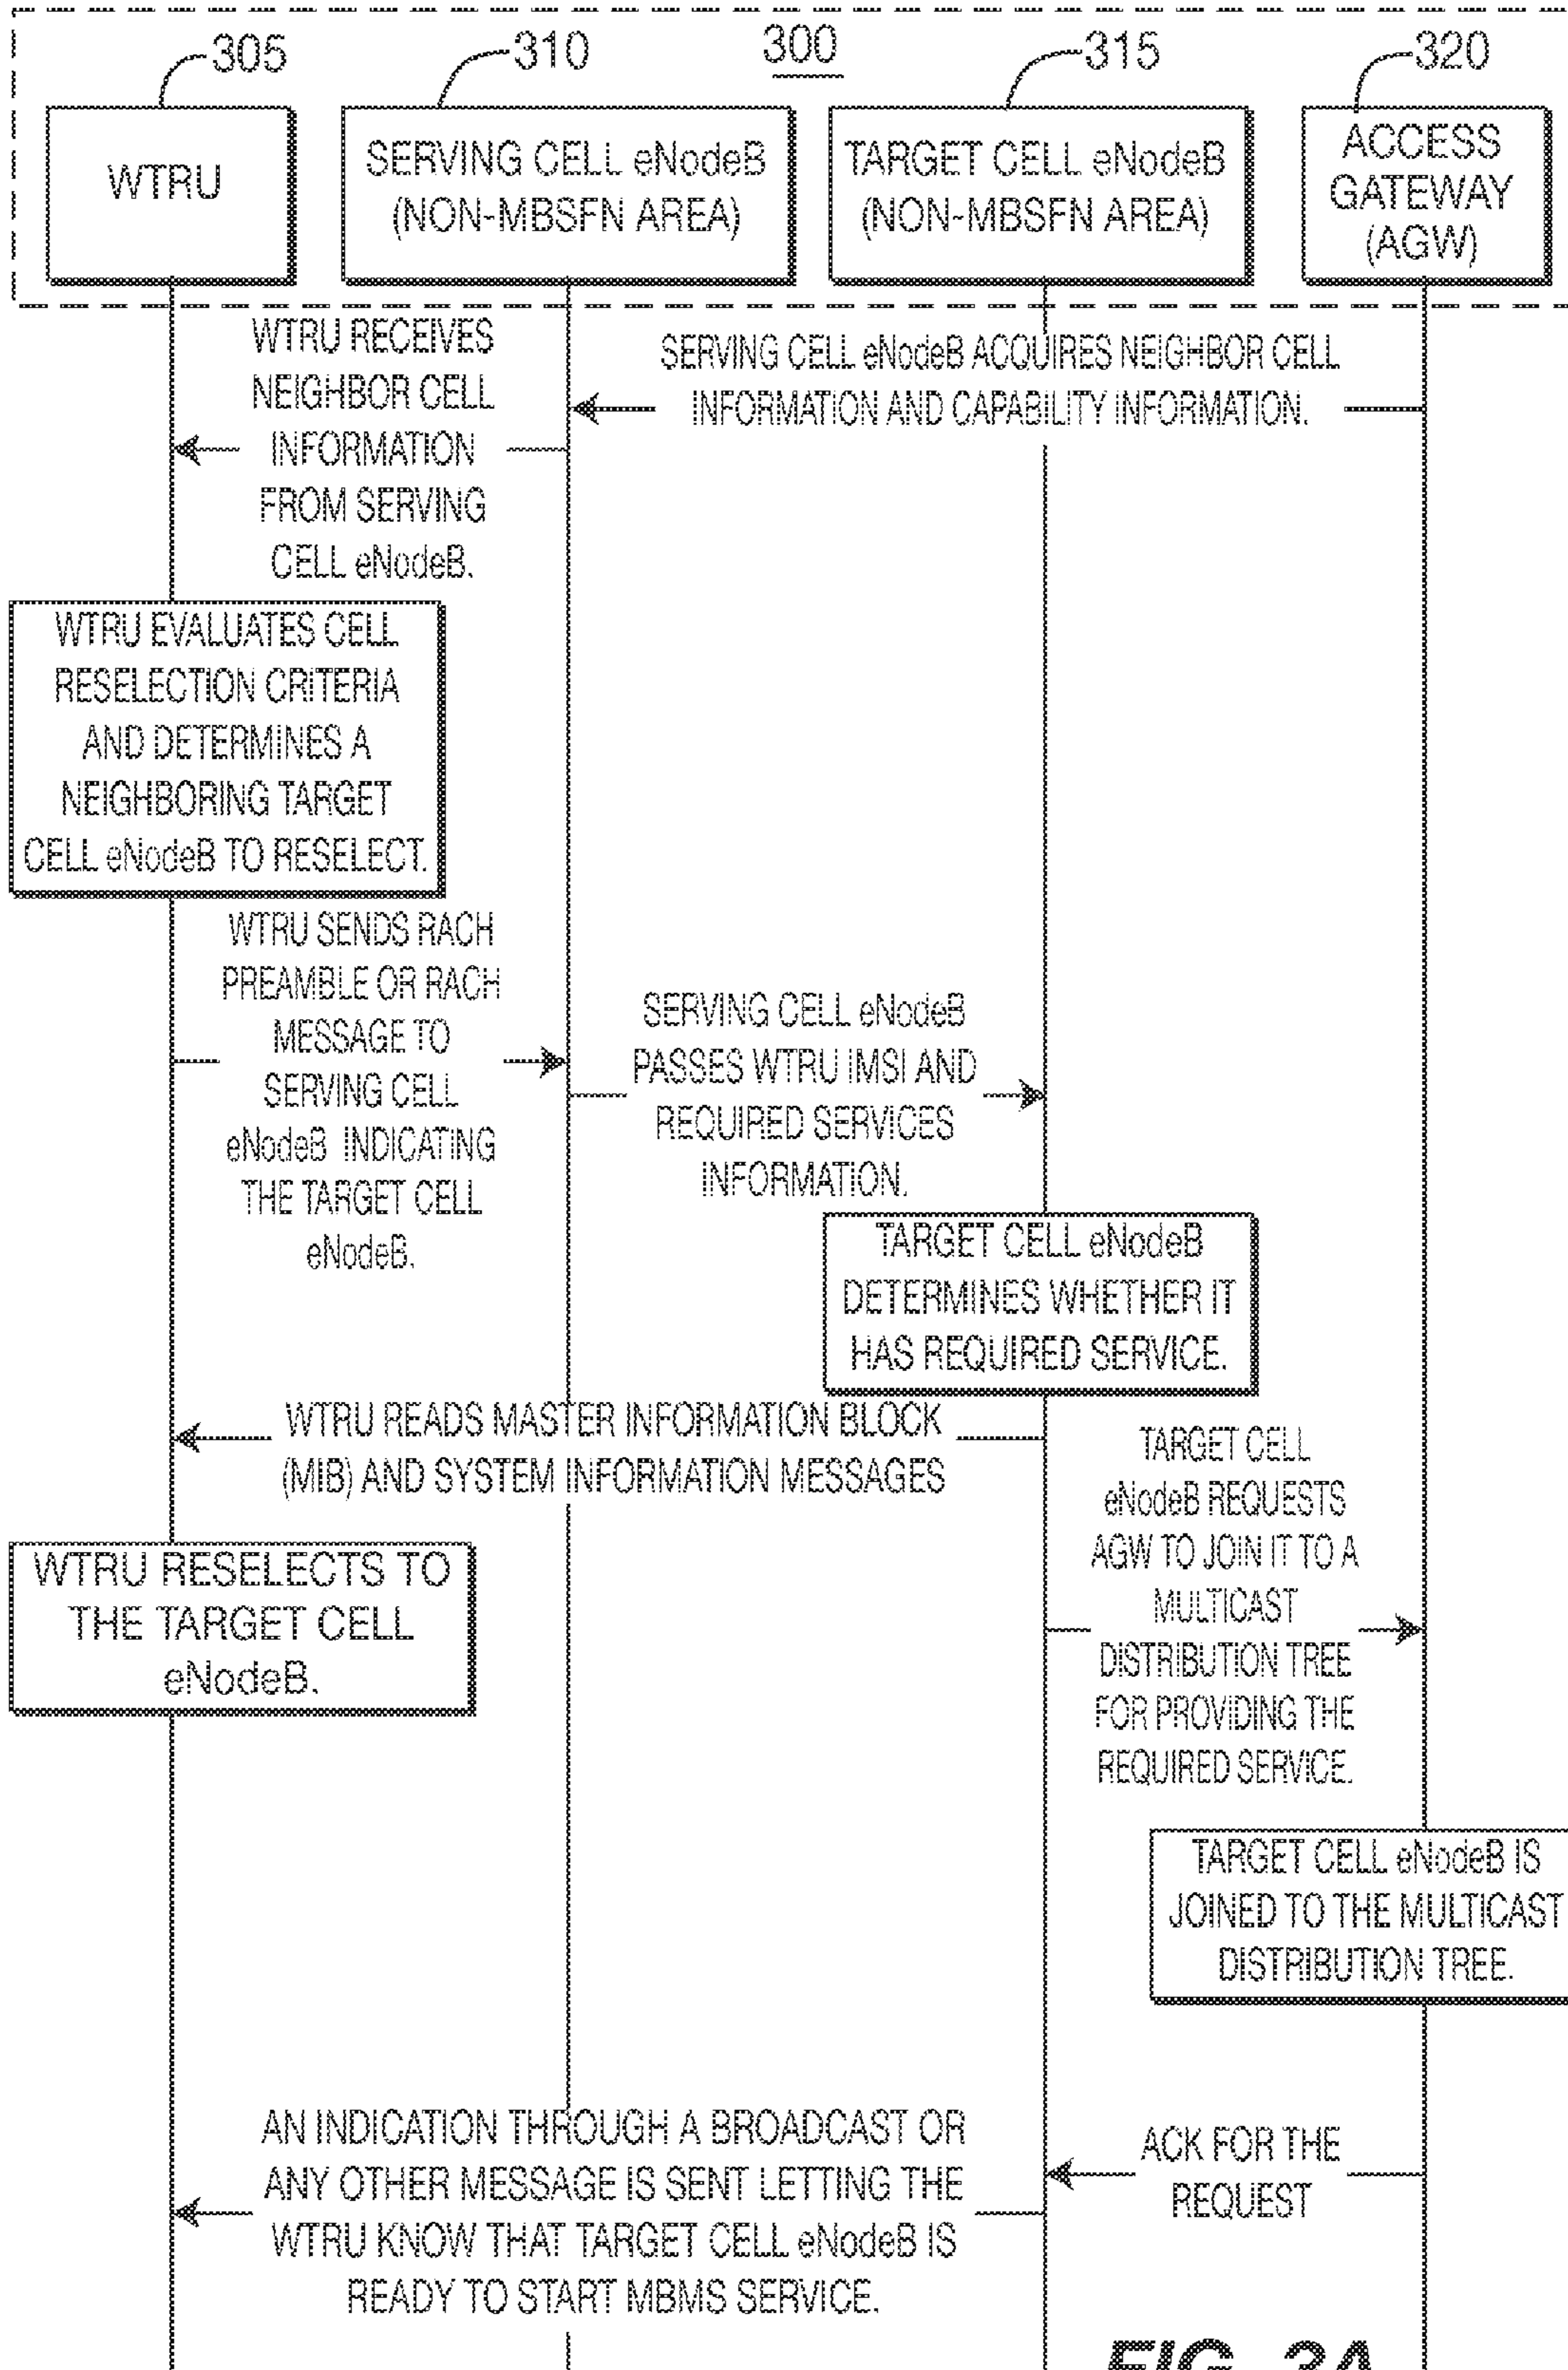 305
310
300
315
320
WTRU
SERVING CELL eNodeB
(NON-MBSFN AREA)
TARGET CELL eNodeB
(NON-MBSFN AREA)
ACCESS
GATEWAY
(AGW)
WTRU RECEIVES
NEIGHBOR CELL
INFORMATION
FROM SERVING
CELL eNodeB.
SERVING CELL eNodeB ACQUIRES NEIGHBOR CELL
INFORMATION AND CAPABILITY INFORMATION.
WTRU EVALUATES CELL
RESELECTION CRITERIA
AND DETERMINES A
NEIGHBORING TARGET
CELL eNodeB TO RESELECT.
WTRU SENDS RACH
PREAMBLE OR RACH
MESSAGE TO
SERVING CELL
eNodeB INDICATING
THE TARGET CELL
eNodeB.
SERVING CELL eNodeB
PASSES WTRU IMSI AND
REQUIRED SERVICES
INFORMATION.
TARGET CELL eNodeB
DETERMINES WHETHER IT
HAS REQUIRED SERVICE.
WTRU READS MASTER INFORMATION BLOCK
(MIB) AND SYSTEM INFORMATION MESSAGES
TARGET CELL
eNodeB REQUESTS
AGW TO JOIN IT TO A
MULTICAST
DISTRIBUTION TREE
FOR PROVIDING THE
REQUIRED SERVICE.
WTRU RESELECTS TO
THE TARGET CELL
eNodeB.
TARGET CELL eNodeB IS
JOINED TO THE MULTICAST
DISTRIBUTION TREE.
AN INDICATION THROUGH A BROADCAST OR
ANY OTHER MESSAGE IS SENT LETTING THE
WTRU KNOW THAT TARGET CELL eNodeB IS
READY TO START MBMS SERVICE.
ACK FOR THE
REQUEST
FIG. 3A